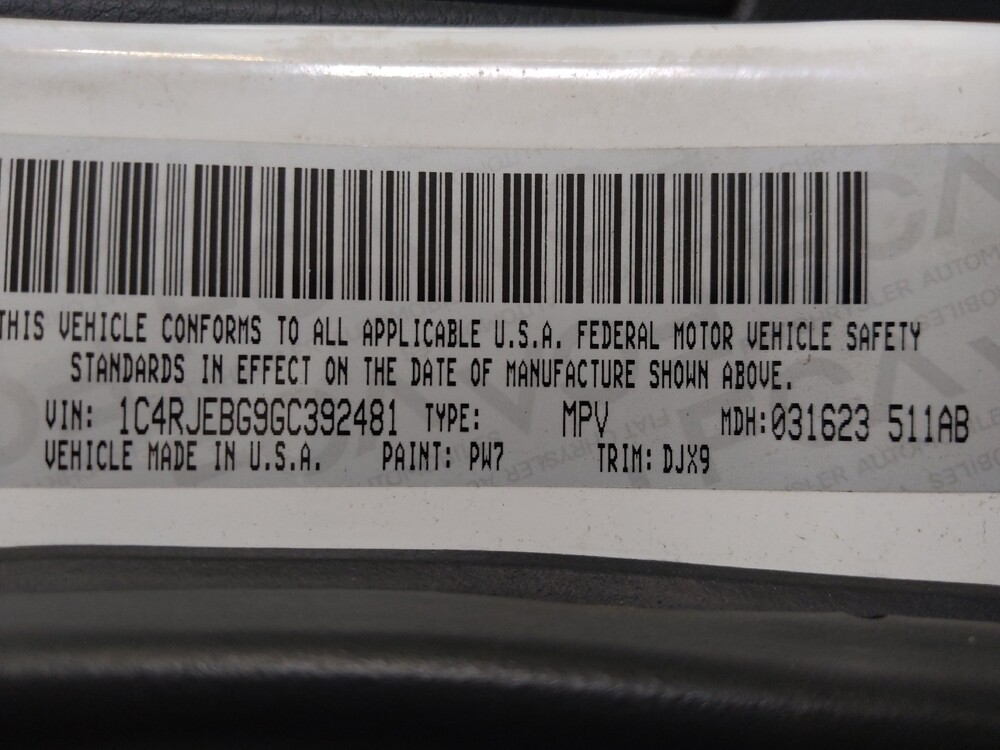 THIS VEHICLE CONFORMS TO ALL APPLICABLE U.S.A. FEDERAL MOTOR VEHICLE SAFETY
STANDARDS IN EFFECT ON THE DATE OF MANUFACTURE SHOWN ABOVE.
VIN: 1C4RJEBG9GC392481 TYPE: MPV MDH:031623 511AB
VEHICLE MADE IN U.S.A. PAINT: PW7 TRIM: DJX9